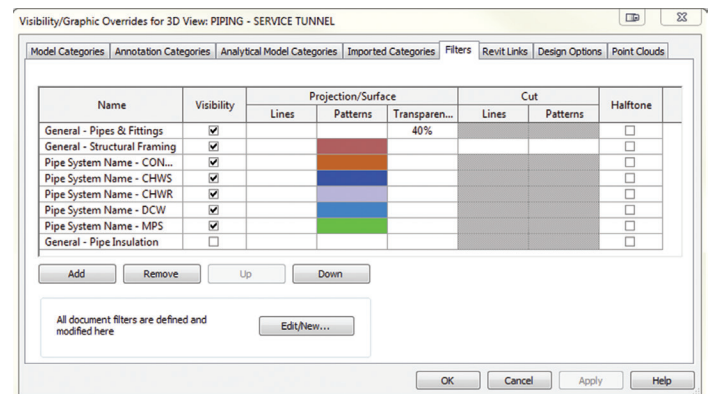 Visibility/Graphic Overrides for 3D View: PIPING - SERVICE TUNNEL
Model Categories Annotation Categories Analytical Model Categories Imported Categories Filters Revit Links Design Options Point Clouds
Name Visibility Projection/Surface Cut Halftone
Lines Patterns Transparen... Lines Patterns
General - Pipes & Fittings 40%
General - Structural Framing
Pipe System Name - CON...
Pipe System Name - CHWS
Pipe System Name - CHWR
Pipe System Name - DCW
Pipe System Name - MPS
General - Pipe Insulation
Add Remove Up Down
All document filters are defined and
modified here
Edit/New...
OK Cancel Apply Help